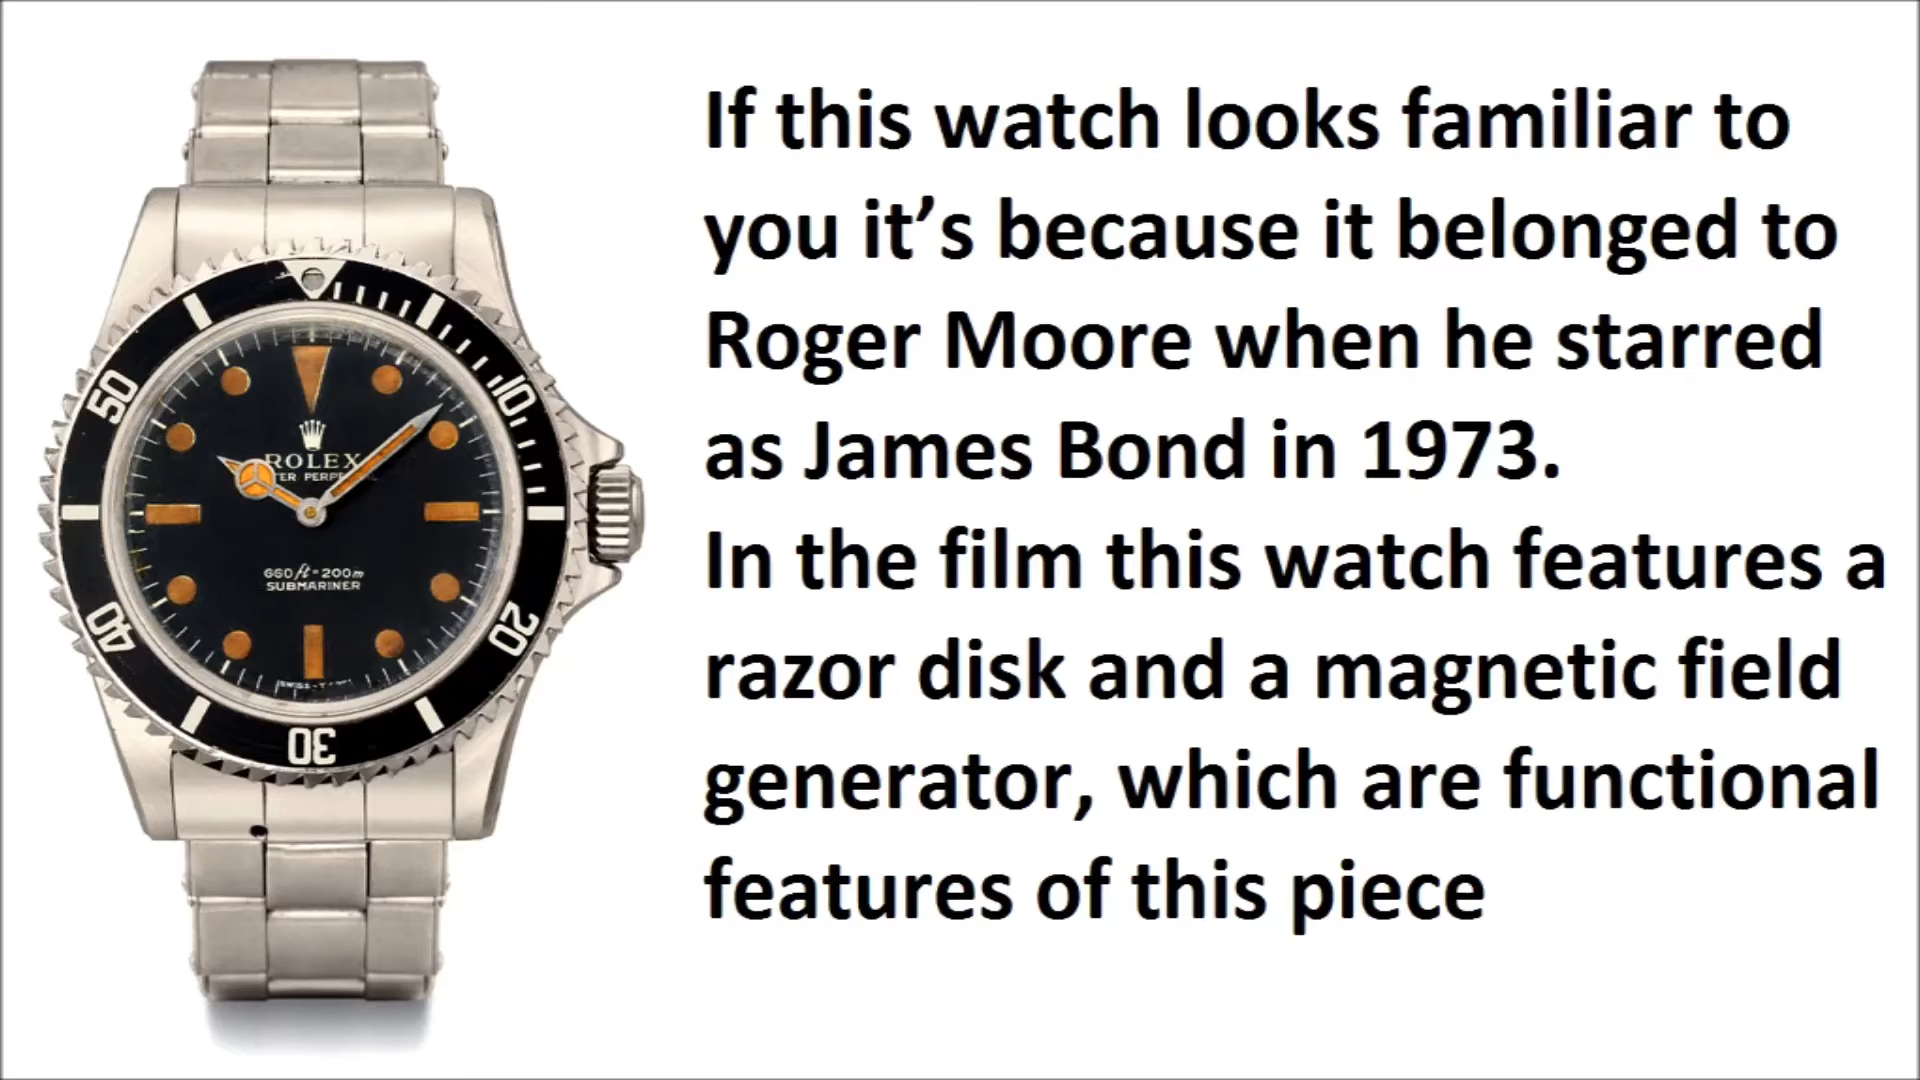 If this watch looks familiar to
you it’s because it belonged to
Roger Moore when he starred
as James Bond in 1973.
In the film this watch features a
razor disk and a magnetic field
generator, which are functional
features of this piece
50
10
ROLEX
660 ft = 200m
SUBMARINER
40
20
30